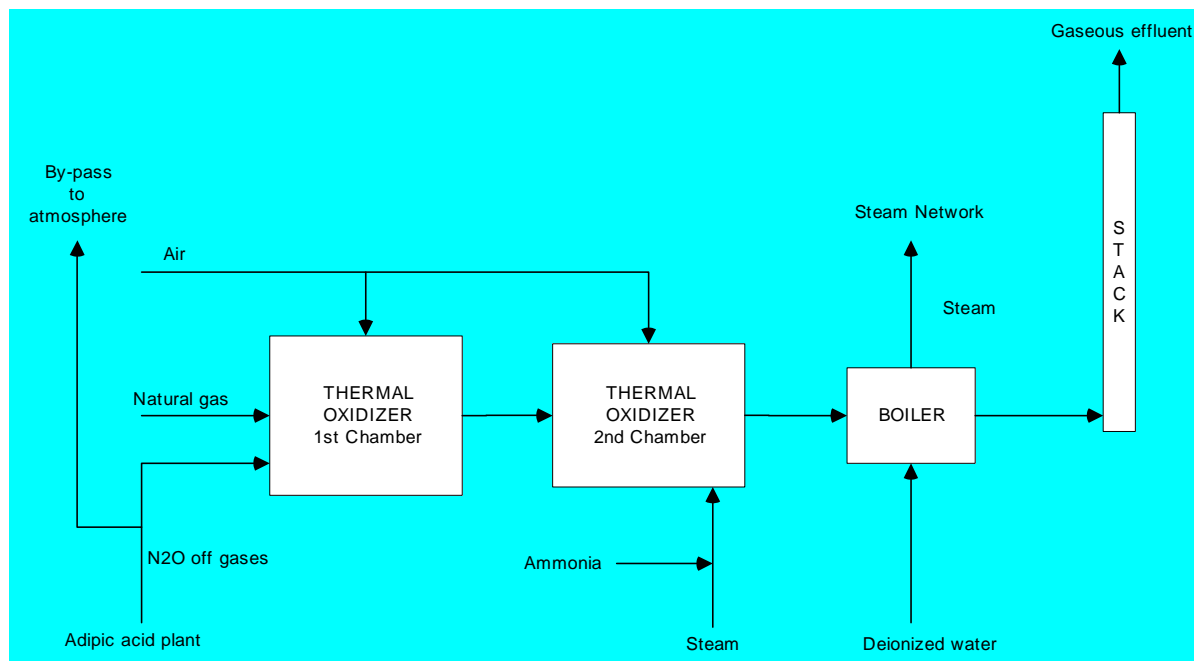 Gaseous effluent
By-pass
to
atmosphere
Steam Network
S
T
A
C
K
Air
Steam
THERMAL
OXIDIZER
1st Chamber
THERMAL
OXIDIZER
2nd Chamber
Natural gas
BOILER
N2O off gases
Ammonia
Adipic acid plant
Steam
Deionized water